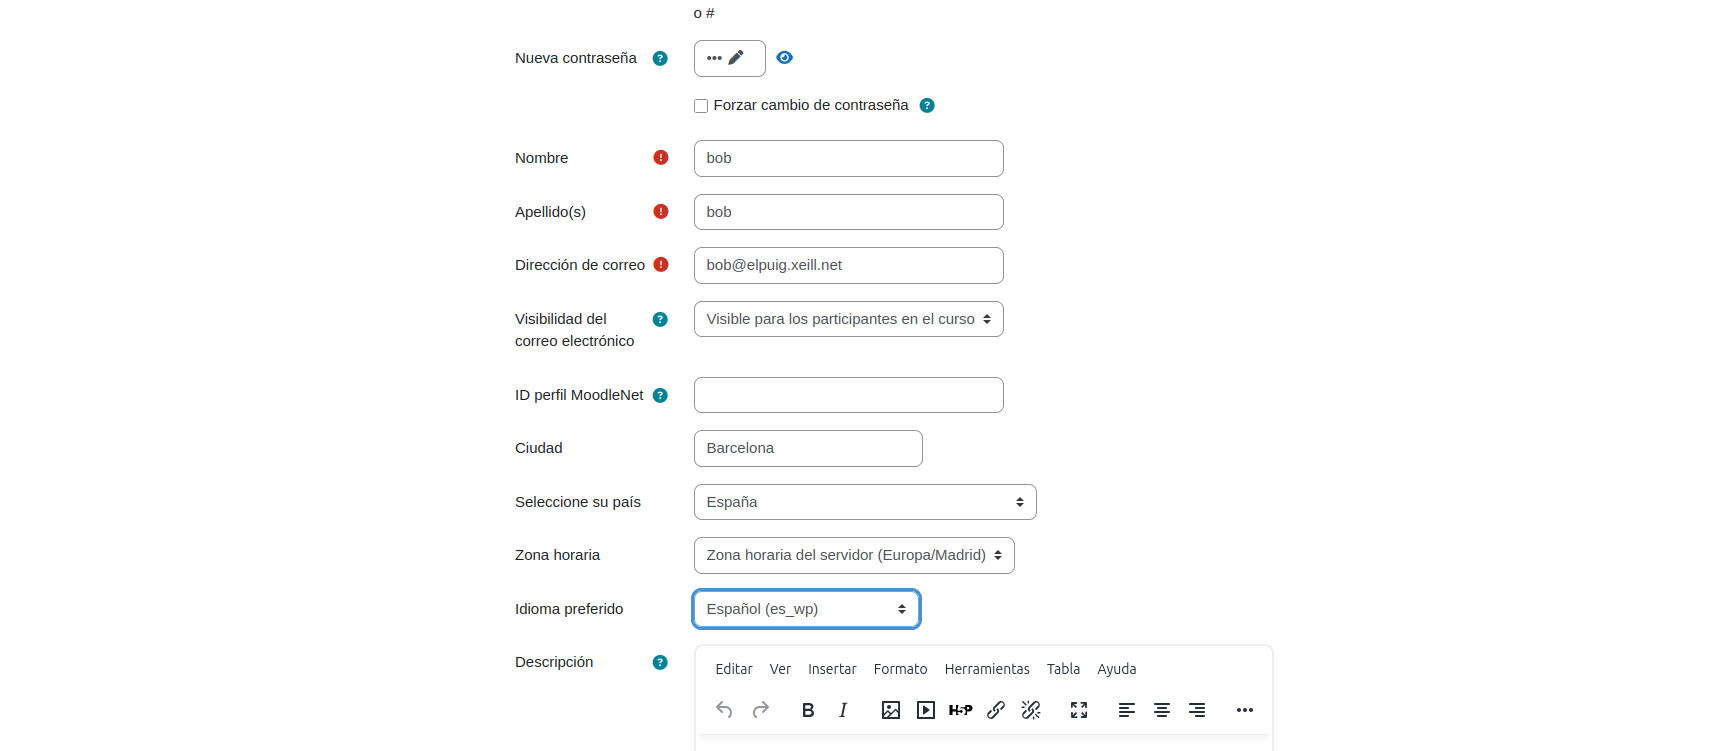 o #
Nueva contraseña ? •••
Forzar cambio de contraseña ?
Nombre ! bob
Apellido(s) ! bob
Dirección de correo ! bob@elpuig.xeill.net
Visibilidad del correo electrónico ? Visible para los participantes en el curso
ID perfil MoodleNet ?
Ciudad Barcelona
Seleccione su país España
Zona horaria Zona horaria del servidor (Europa/Madrid)
Idioma preferido Español (es_wp)
Descripción ? Editar Ver Insertar Formato Herramientas Tabla Ayuda
B I H-P •••